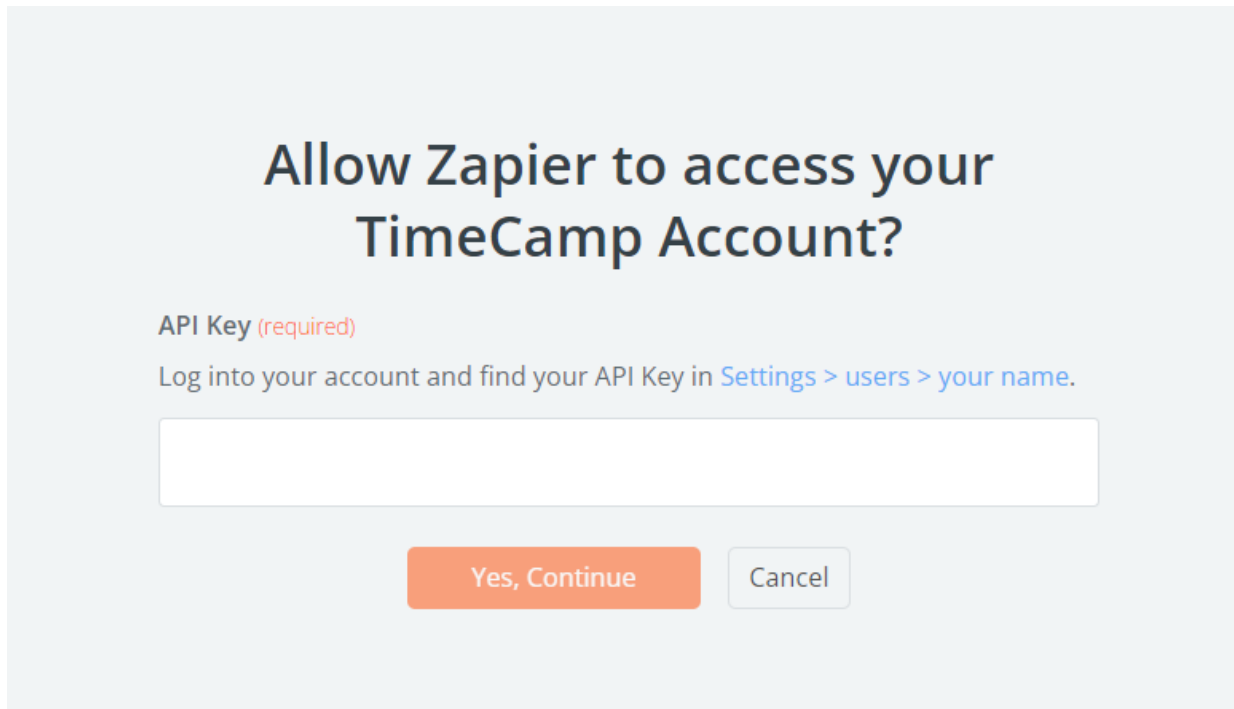 Allow Zapier to access your
TimeCamp Account?
API Key (required)
Log into your account and find your API Key in Settings > users > your name.
Yes, Continue
Cancel